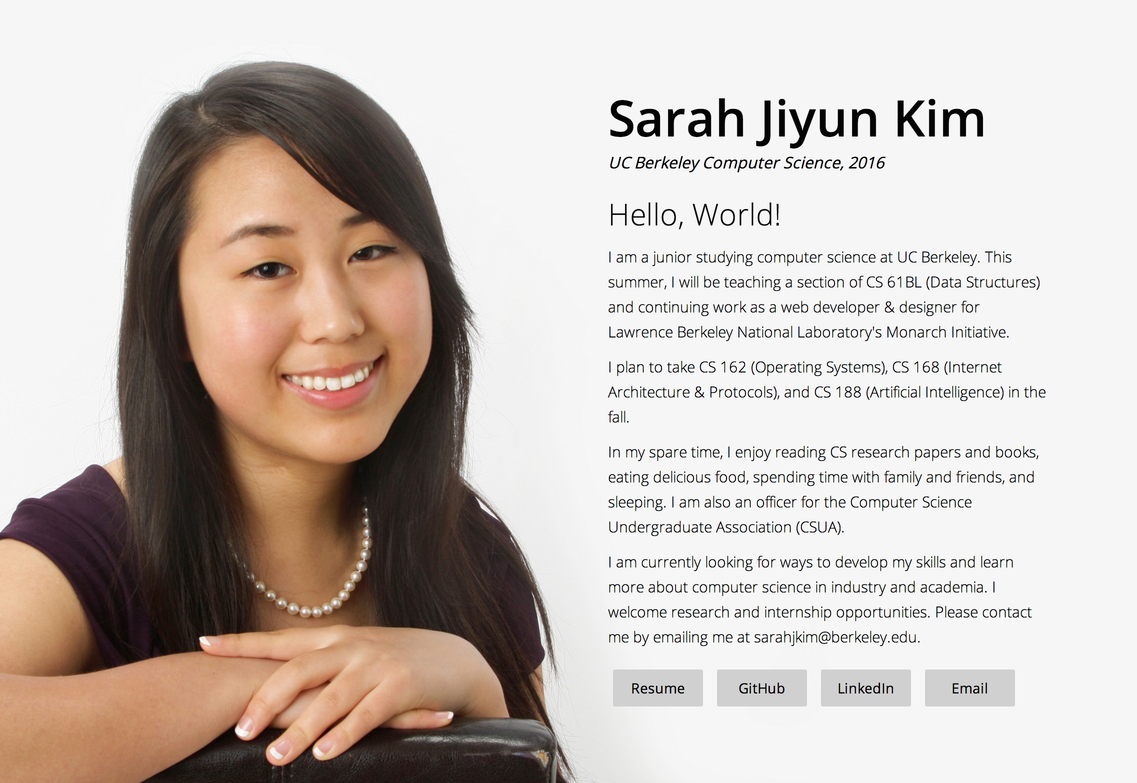 Sarah Jiyun Kim
UC Berkeley Computer Science, 2016
Hello, World!
I am a junior studying computer science at UC Berkeley. This
summer, I will be teaching a section of CS 61BL (Data Structures)
and continuing work as a web developer & designer for
Lawrence Berkeley National Laboratory's Monarch Initiative.
I plan to take CS 162 (Operating Systems), CS 168 (Internet
Architecture & Protocols), and CS 188 (Artificial Intelligence) in the
fall.
In my spare time, I enjoy reading CS research papers and books,
eating delicious food, spending time with family and friends, and
sleeping. I am also an officer for the Computer Science
Undergraduate Association (CSUA).
I am currently looking for ways to develop my skills and learn
more about computer science in industry and academia. I
welcome research and internship opportunities. Please contact
me by emailing me at sarahjkim@berkeley.edu.
Resume GitHub LinkedIn Email